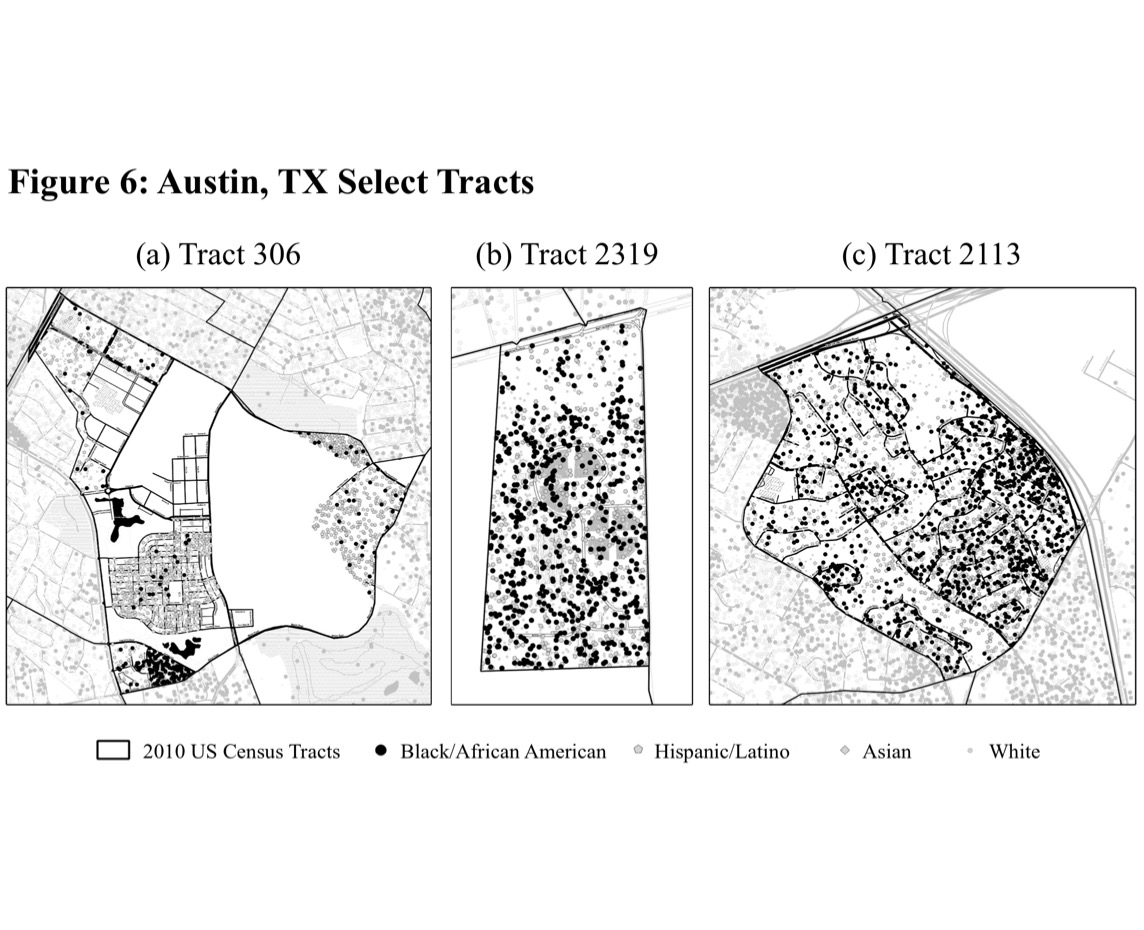 Figure 6: Austin, TX Select Tracts
(a) Tract 306
(b) Tract 2319
(c) Tract 2113
2010 US Census Tracts
Black/African American
Hispanic/Latino
Asian
White